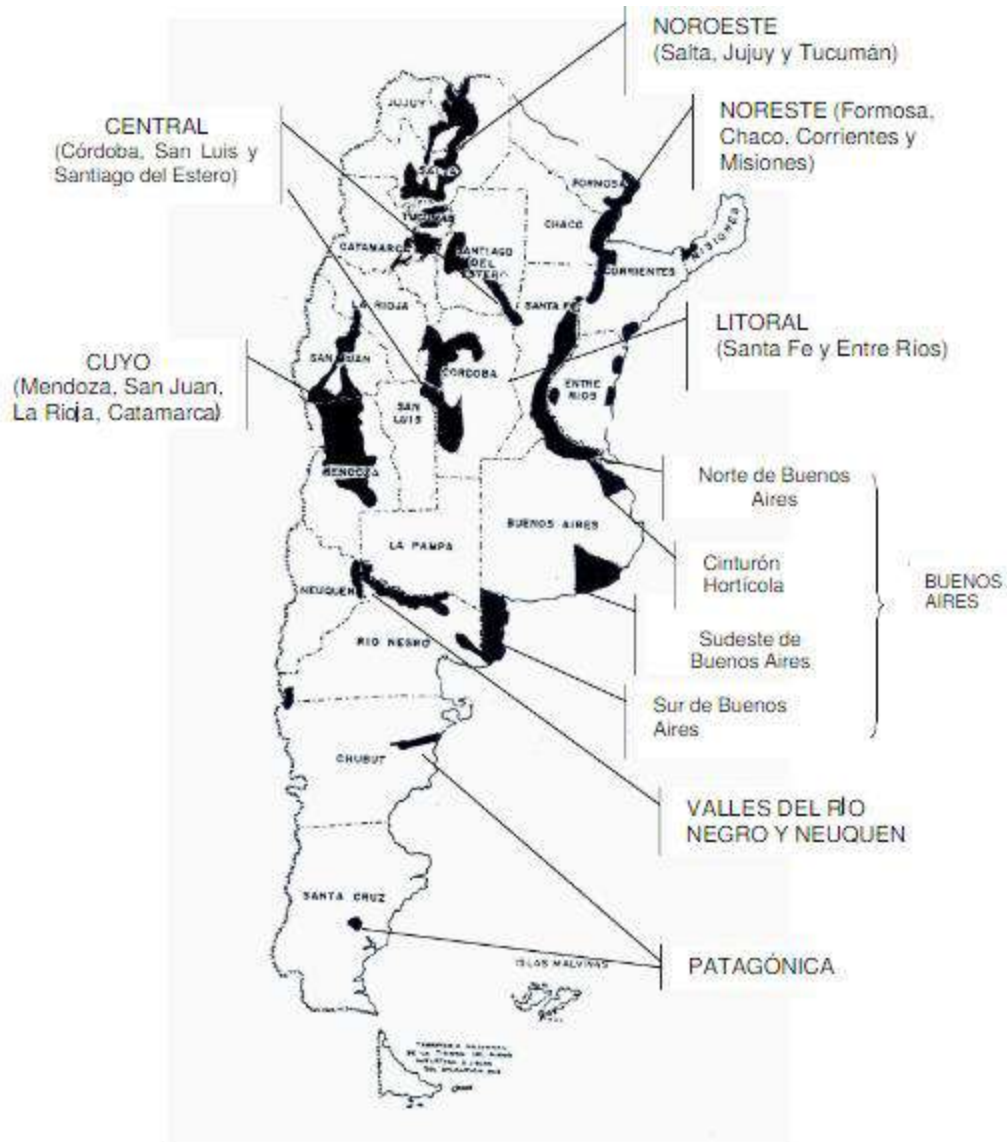 NOROESTE
(Salta, Jujuy y Tucumán)
CENTRAL
(Córdoba, San Luis y
Santiago del Estero)
NORESTE (Formosa,
Chaco, Corrientes y
Misiones)
JUJUY
SALTA
FORMOSA
TUCUMAN
CHACO
MISIONES
CATAMARCA
SANTIAGO
DEL
ESTERO
CORRIENTES
LA RIOJA
SANTA FE
LITORAL
(Santa Fe y Entre Ríos)
CUYO
(Mendoza, San Juan,
La Rioja, Catamarca)
SAN JUAN
CORDOBA
ENTRE
RIOS
SAN
LUIS
MENDOZA
Norte de Buenos
Aires
BUENOS AIRES
LA PAMPA
Cinturón
Hortícola
BUENOS
AIRES
NEUQUEN
Sudeste de
Buenos Aires
RIO NEGRO
Sur de Buenos
Aires
CHUBUT
VALLES DEL RÍO
NEGRO Y NEUQUEN
SANTA CRUZ
PATAGÓNICA
ISLAS MALVINAS
DE LA TIERRA DEL